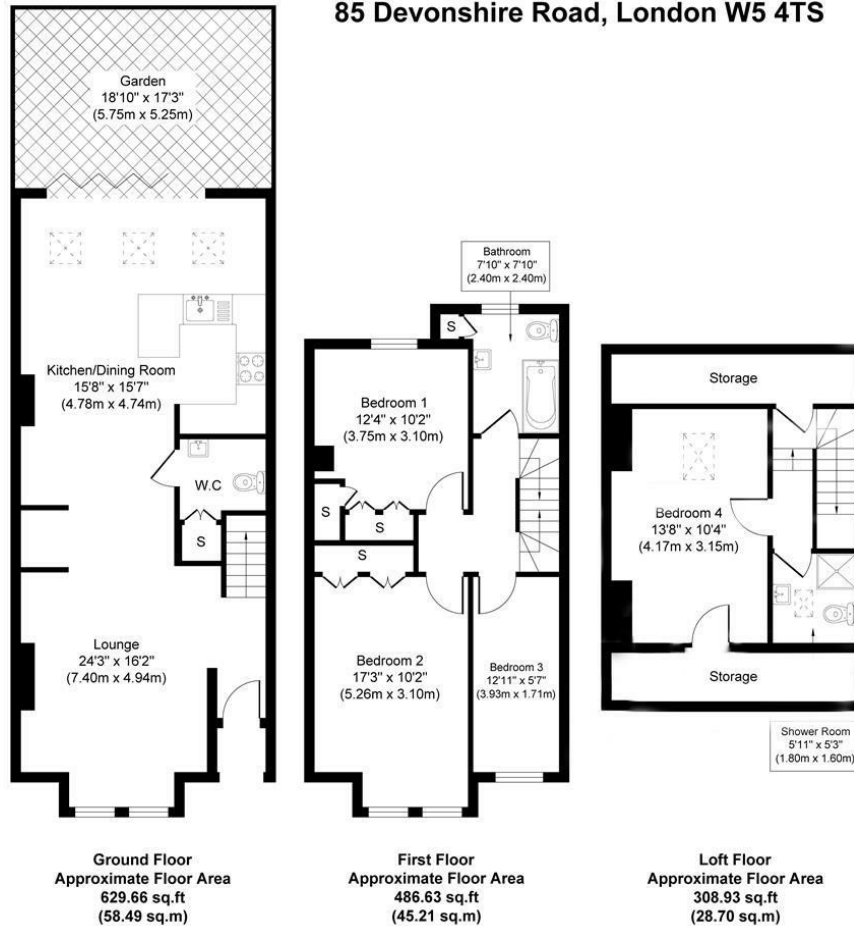 85 Devonshire Road, London W5 4TS
Garden
18'10" x 17'3"
(5.75m x 5.25m)
Kitchen/Dining Room
15'8" x 15'7"
(4.78m x 4.74m)
W.C
S
Lounge
24'3" x 16'2"
(7.40m x 4.94m)
Ground Floor
Approximate Floor Area
629.66 sq.ft
(58.49 sq.m)
Bathroom
7'10" x 7'10"
(2.40m x 2.40m)
S
Bedroom 1
12'4" x 10'2"
(3.75m x 3.10m)
S
S
S
Bedroom 2
17'3" x 10'2"
(5.26m x 3.10m)
Bedroom 3
12'11" x 5'7"
(3.93m x 1.71m)
First Floor
Approximate Floor Area
486.63 sq.ft
(45.21 sq.m)
Storage
Bedroom 4
13'8" x 10'4"
(4.17m x 3.15m)
Storage
Shower Room
5'11" x 5'3"
(1.80m x 1.60m)
Loft Floor
Approximate Floor Area
308.93 sq.ft
(28.70 sq.m)